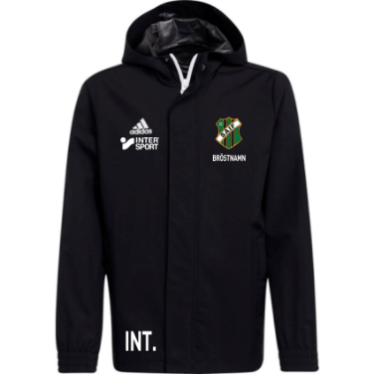 adidas
INTER
SPORT
BRÖSTNAMN
INT.